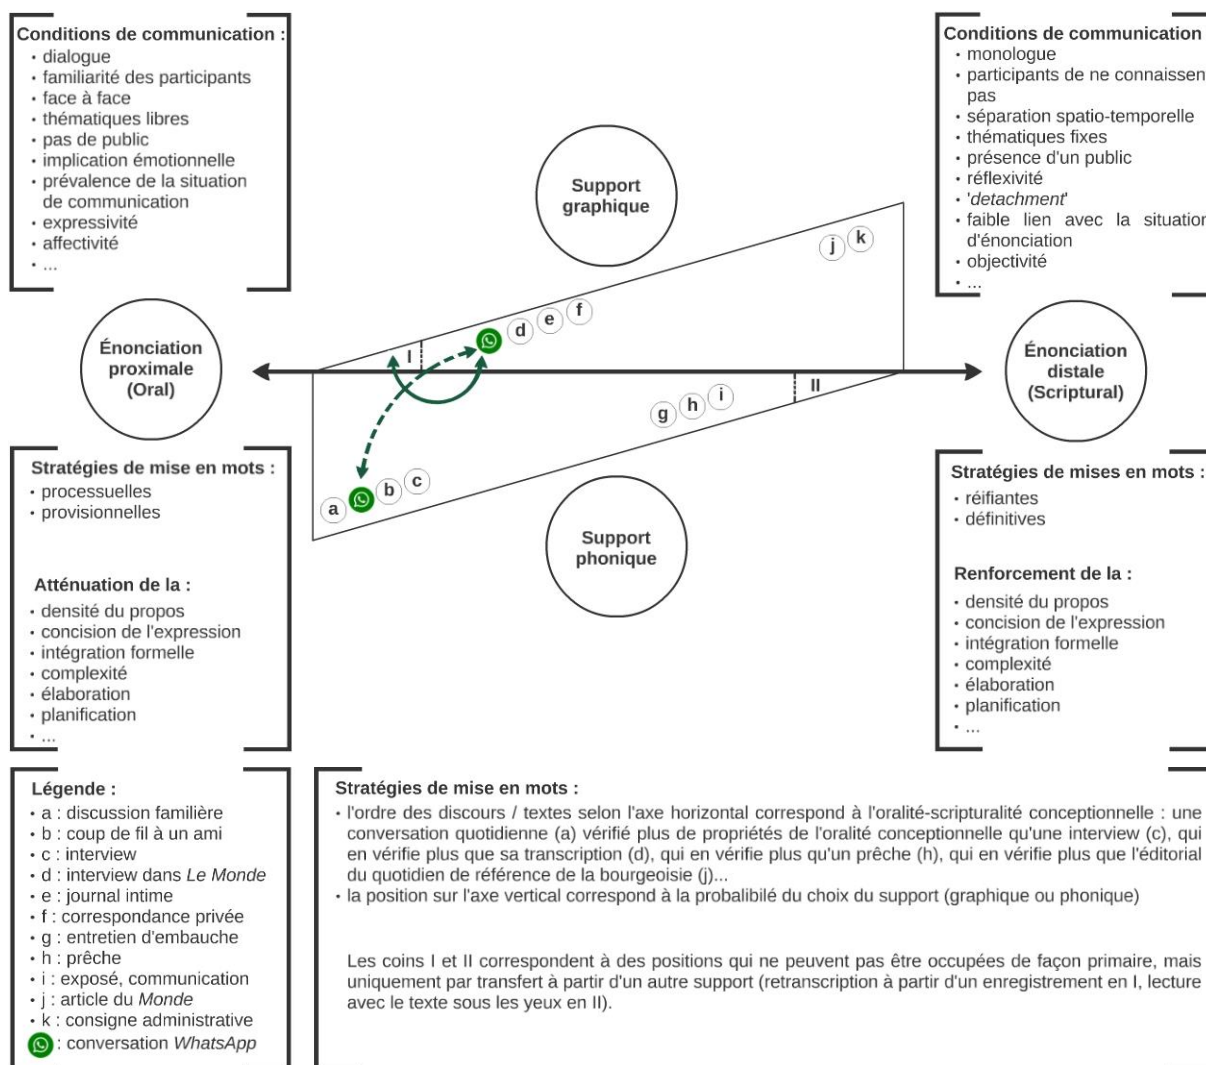 Conditions de communication :
· dialogue
· familiarité des participants
· face à face
· thématiques libres
· pas de public
· implication émotionnelle
· prévalence de la situation
de communication
· expressivité
· affectivité
· ...
Conditions de communication
· monologue
· participants de ne connaissen
pas
· séparation spatio-temporelle
· thématiques fixes
· présence d'un public
· réflexivité
· 'detachment'
· faible lien avec la situation
d'énonciation
· objectivité
· ...
Support
graphique
j k
d e f
I
Énonciation
proximale
(Oral)
Énonciation
distale
(Scriptural)
II
g h i
a b c
Support
phonique
Stratégies de mise en mots :
· processuelles
· provisionnelles
Atténuation de la :
· densité du propos
· concision de l'expression
· intégration formelle
· complexité
· élaboration
· planification
· ...
Stratégies de mises en mots :
· réifiantes
· définitives
Renforcement de la :
· densité du propos
· concision de l'expression
· intégration formelle
· complexité
· élaboration
· planification
· ...
Légende :
· a : discussion familière
· b : coup de fil à un ami
· c : interview
· d : interview dans Le Monde
· e : journal intime
· f : correspondance privée
· g : entretien d'embauche
· h : prêche
· i : exposé, communication
· j : article du Monde
· k : consigne administrative
: conversation WhatsApp
Stratégies de mise en mots :
· l'ordre des discours / textes selon l'axe horizontal correspond à l'oralité-scripturalité conceptionnelle : une
conversation quotidienne (a) vérifié plus de propriétés de l'oralité conceptionnelle qu'une interview (c), qui
en vérifie plus que sa transcription (d), qui en vérifie plus qu'un prêche (h), qui en vérifie plus que l'éditorial
du quotidien de référence de la bourgeoisie (j)...
· la position sur l'axe vertical correspond à la probabilibé du choix du support (graphique ou phonique)
Les coins I et II correspondent à des positions qui ne peuvent pas être occupées de façon primaire, mais
uniquement par transfert à partir d'un autre support (retranscription à partir d'un enregistrement en I, lecture
avec le texte sous les yeux en II).